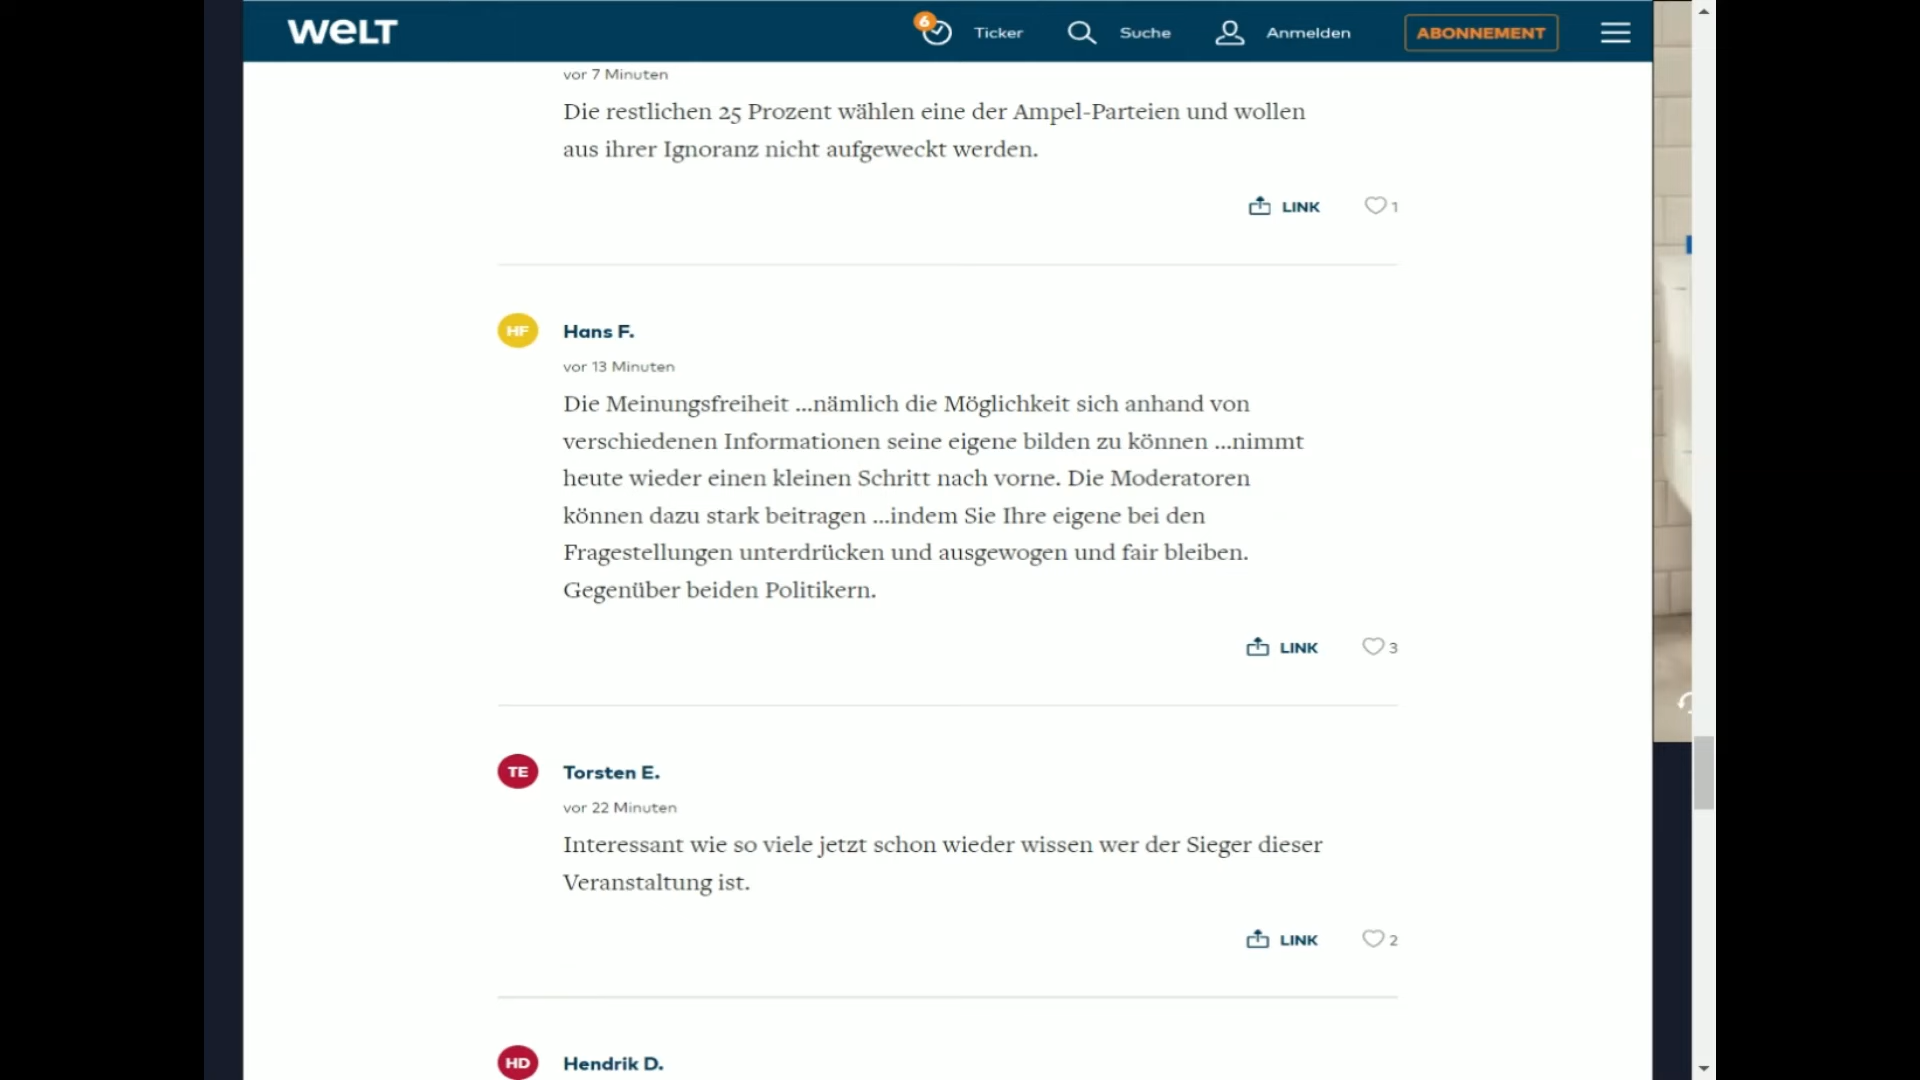 WELT
6
Ticker
Suche
Anmelden
ABONNEMENT
vor 7 Minuten
Die restlichen 25 Prozent wählen eine der Ampel-Parteien und wollen
aus ihrer Ignoranz nicht aufgeweckt werden.
LINK
1
HF
Hans F.
vor 13 Minuten
Die Meinungsfreiheit ...nämlich die Möglichkeit sich anhand von
verschiedenen Informationen seine eigene bilden zu können ...nimmt
heute wieder einen kleinen Schritt nach vorne. Die Moderatoren
können dazu stark beitragen ...indem Sie Ihre eigene bei den
Fragestellungen unterdrücken und ausgewogen und fair bleiben.
Gegenüber beiden Politikern.
LINK
3
TE
Torsten E.
vor 22 Minuten
Interessant wie so viele jetzt schon wieder wissen wer der Sieger dieser
Veranstaltung ist.
LINK
2
HD
Hendrik D.